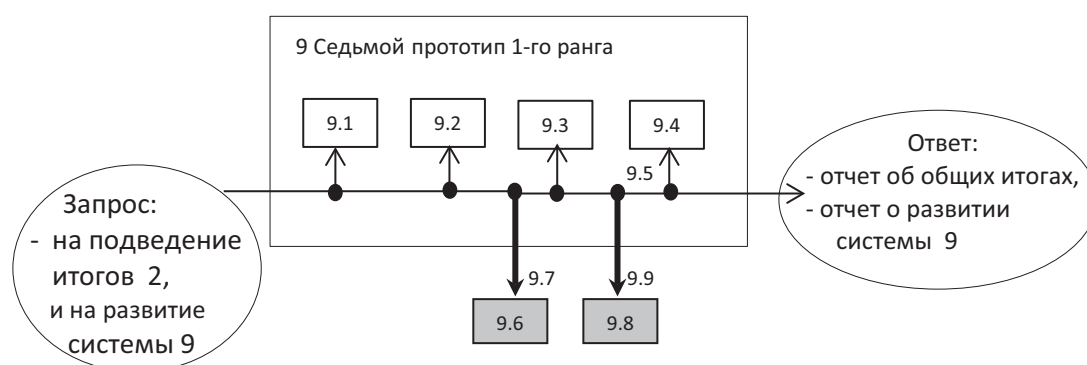 9 Седьмой прототип 1-го ранга
9.1
9.2
9.3
9.4
9.5
Запрос:
- на подведение
итогов 2,
и на развитие
системы 9
Ответ:
- отчет об общих итогах,
- отчет о развитии
системы 9
9.7
9.9
9.6
9.8